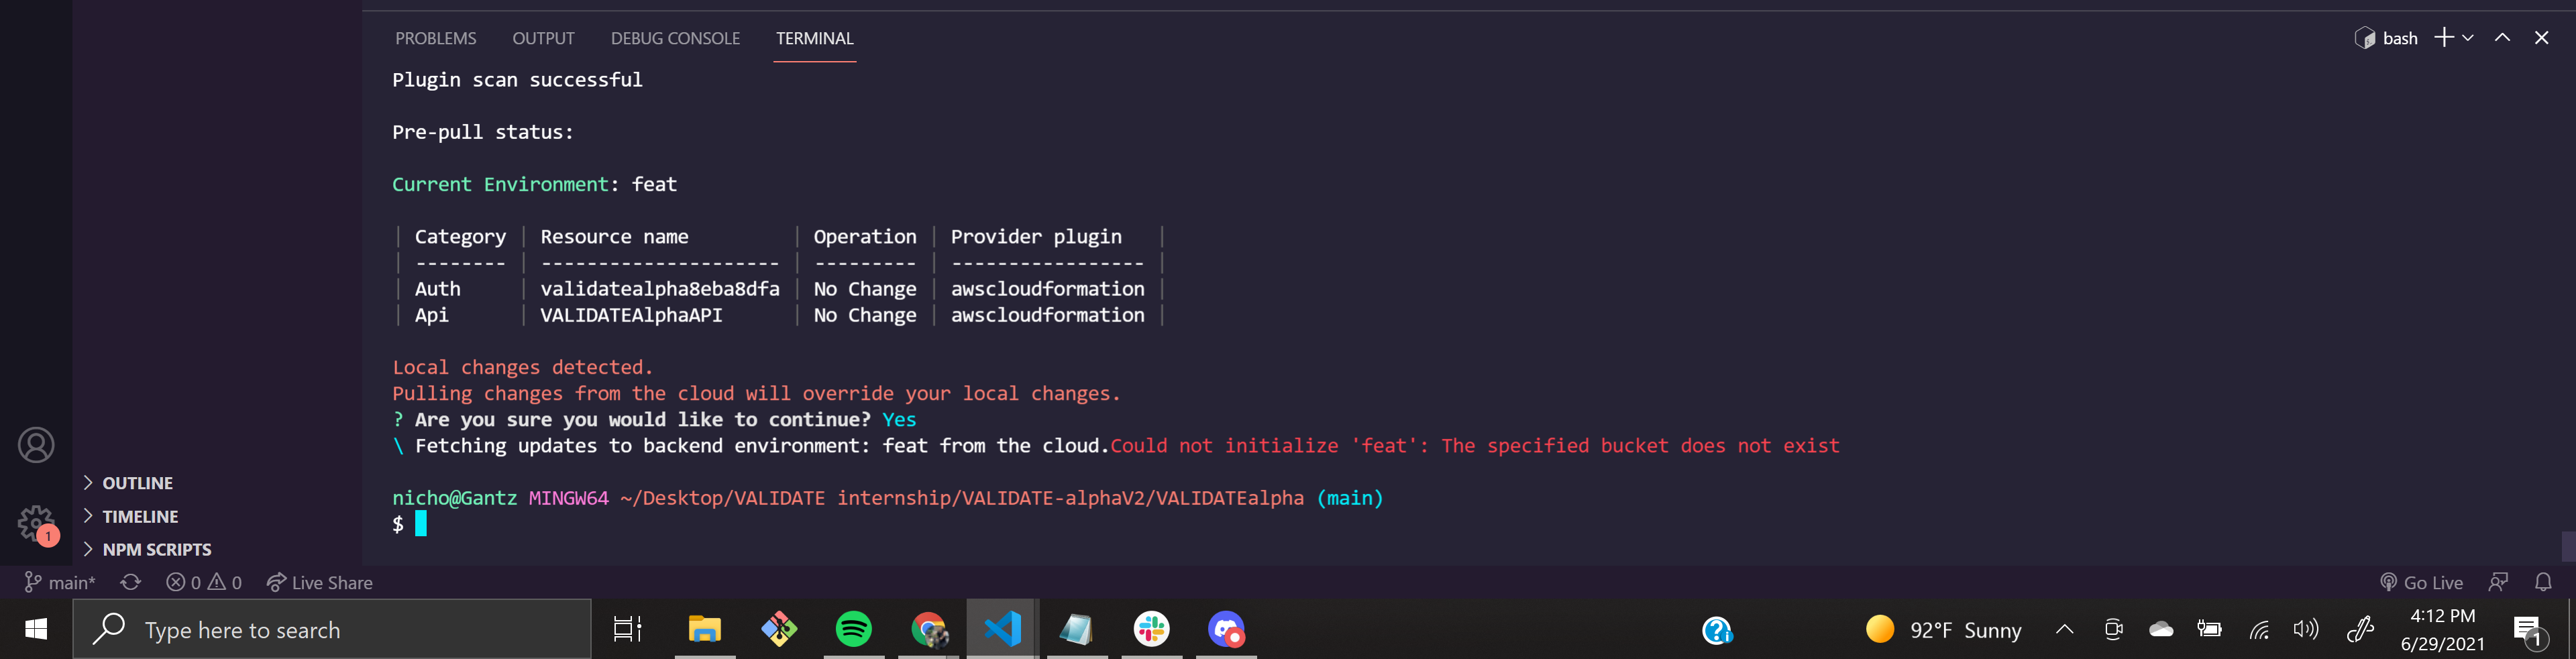 PROBLEMS OUTPUT DEBUG CONSOLE TERMINAL bash
Plugin scan successful
Pre-pull status:
Current Environment: feat
| Category | Resource name | Operation | Provider plugin |
| -------- | --------------------- | --------- | ----------------- |
| Auth | validatealpha8eba8dfa | No Change | awscloudformation |
| Api | VALIDATEAlphaAPI | No Change | awscloudformation |
Local changes detected.
Pulling changes from the cloud will override your local changes.
? Are you sure you would like to continue? Yes
\ Fetching updates to backend environment: feat from the cloud.Could not initialize 'feat': The specified bucket does not exist
nicho@Gantz MINGW64 ~/Desktop/VALIDATE internship/VALIDATE-alphaV2/VALIDATEalpha (main)
$
OUTLINE
TIMELINE
1
NPM SCRIPTS
main* 0 0 Live Share Go Live
Type here to search
92°F Sunny
4:12 PM
6/29/2021
1